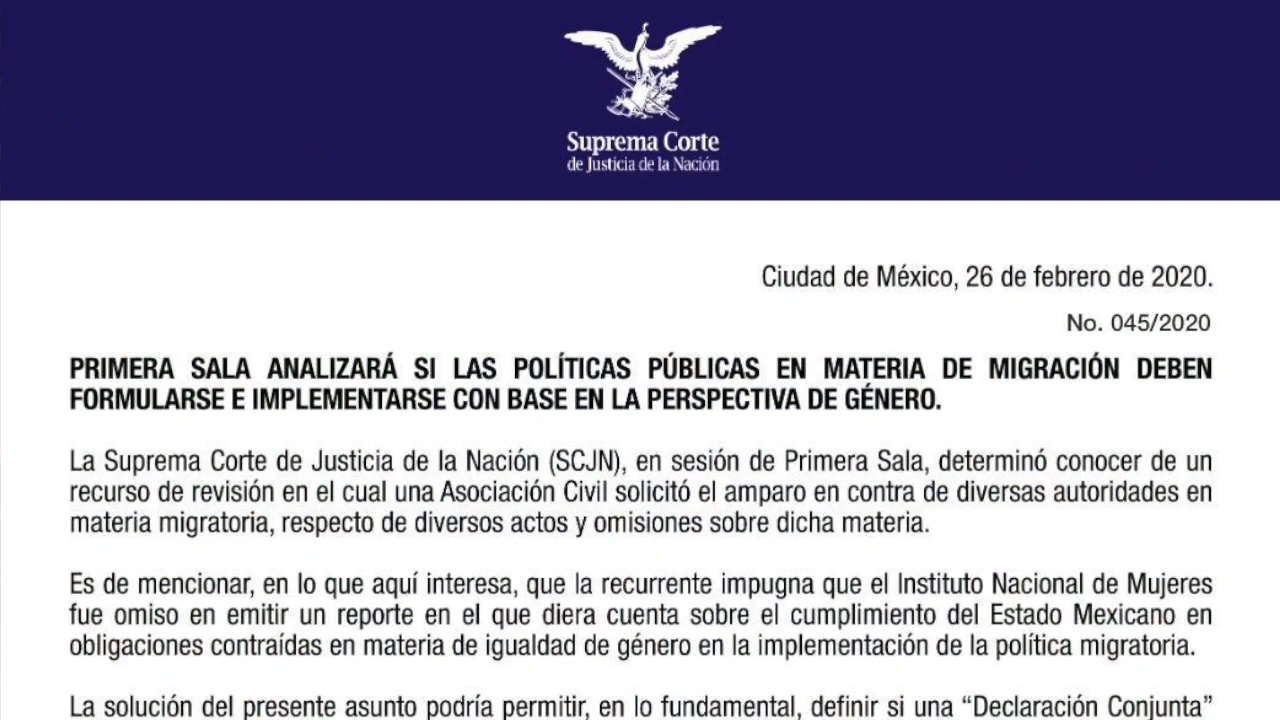 Suprema Corte
de Justicia de la Nación
Ciudad de México, 26 de febrero de 2020.
No. 045/2020
PRIMERA SALA ANALIZARÁ SI LAS POLÍTICAS PÚBLICAS EN MATERIA DE MIGRACIÓN DEBEN
FORMULARSE E IMPLEMENTARSE CON BASE EN LA PERSPECTIVA DE GÉNERO.
La Suprema Corte de Justicia de la Nación (SCJN), en sesión de Primera Sala, determinó conocer de un
recurso de revisión en el cual una Asociación Civil solicitó el amparo en contra de diversas autoridades en
materia migratoria, respecto de diversos actos y omisiones sobre dicha materia.
Es de mencionar, en lo que aquí interesa, que la recurrente impugna que el Instituto Nacional de Mujeres
fue omiso en emitir un reporte en el que diera cuenta sobre el cumplimiento del Estado Mexicano en
obligaciones contraídas en materia de igualdad de género en la implementación de la política migratoria.
La solución del presente asunto podría permitir, en lo fundamental, definir si una “Declaración Conjunta”